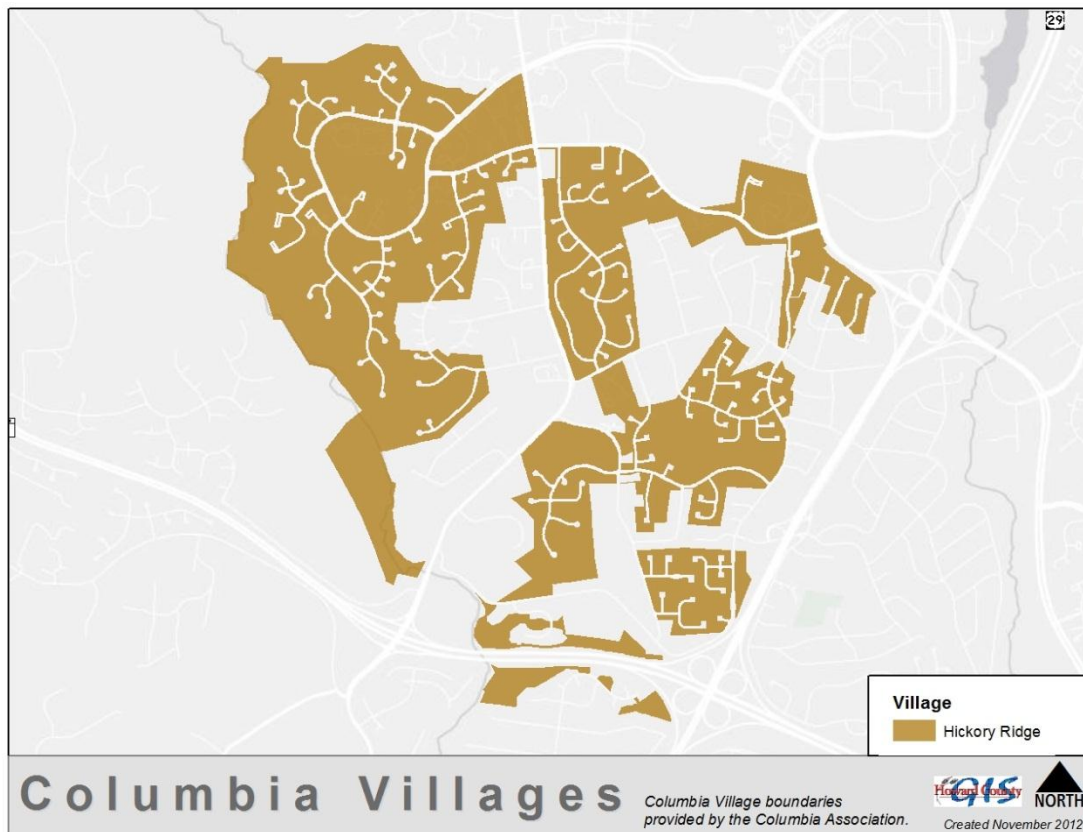 29
Village
Hickory Ridge
Columbia Villages
Columbia Village boundaries
provided by the Columbia Association.
Howard County
GIS
NORTH
Created November 2012